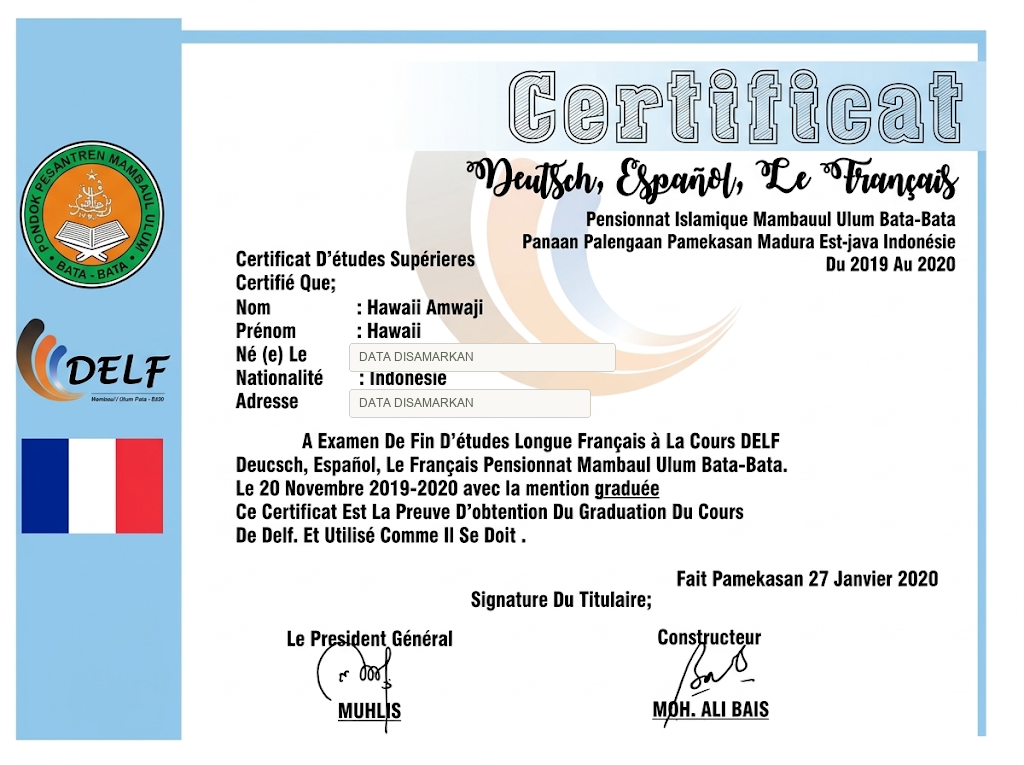 Certificat
Deutsch, Español, Le Français
Pensionnat Islamique Mambauul Ulum Bata-Bata
Panaan Palengaan Pamekasan Madura Est-java Indonésie
Du 2019 Au 2020
PONDOK PESANTREN MAMBAUL ULUM
• BATA - BATA •
DELF
Mambaul Ulum Bata - Bata
Certificat D'études Supérieres
Certifié Que;
Nom : Hawaii Amwaji
Prénom : Hawaii
Né (e) Le DATA DISAMARKAN
Nationalité : Indonésie
Adresse DATA DISAMARKAN
A Examen De Fin D'études Longue Français à La Cours DELF
Deucsch, Español, Le Français Pensionnat Mambaul Ulum Bata-Bata.
Le 20 Novembre 2019-2020 avec la mention graduée
Ce Certificat Est La Preuve D'obtention Du Graduation Du Cours
De Delf. Et Utilisé Comme Il Se Doit .
Fait Pamekasan 27 Janvier 2020
Signature Du Titulaire;
Le President Général Constructeur
MUHLIS MOH. ALI BAIS